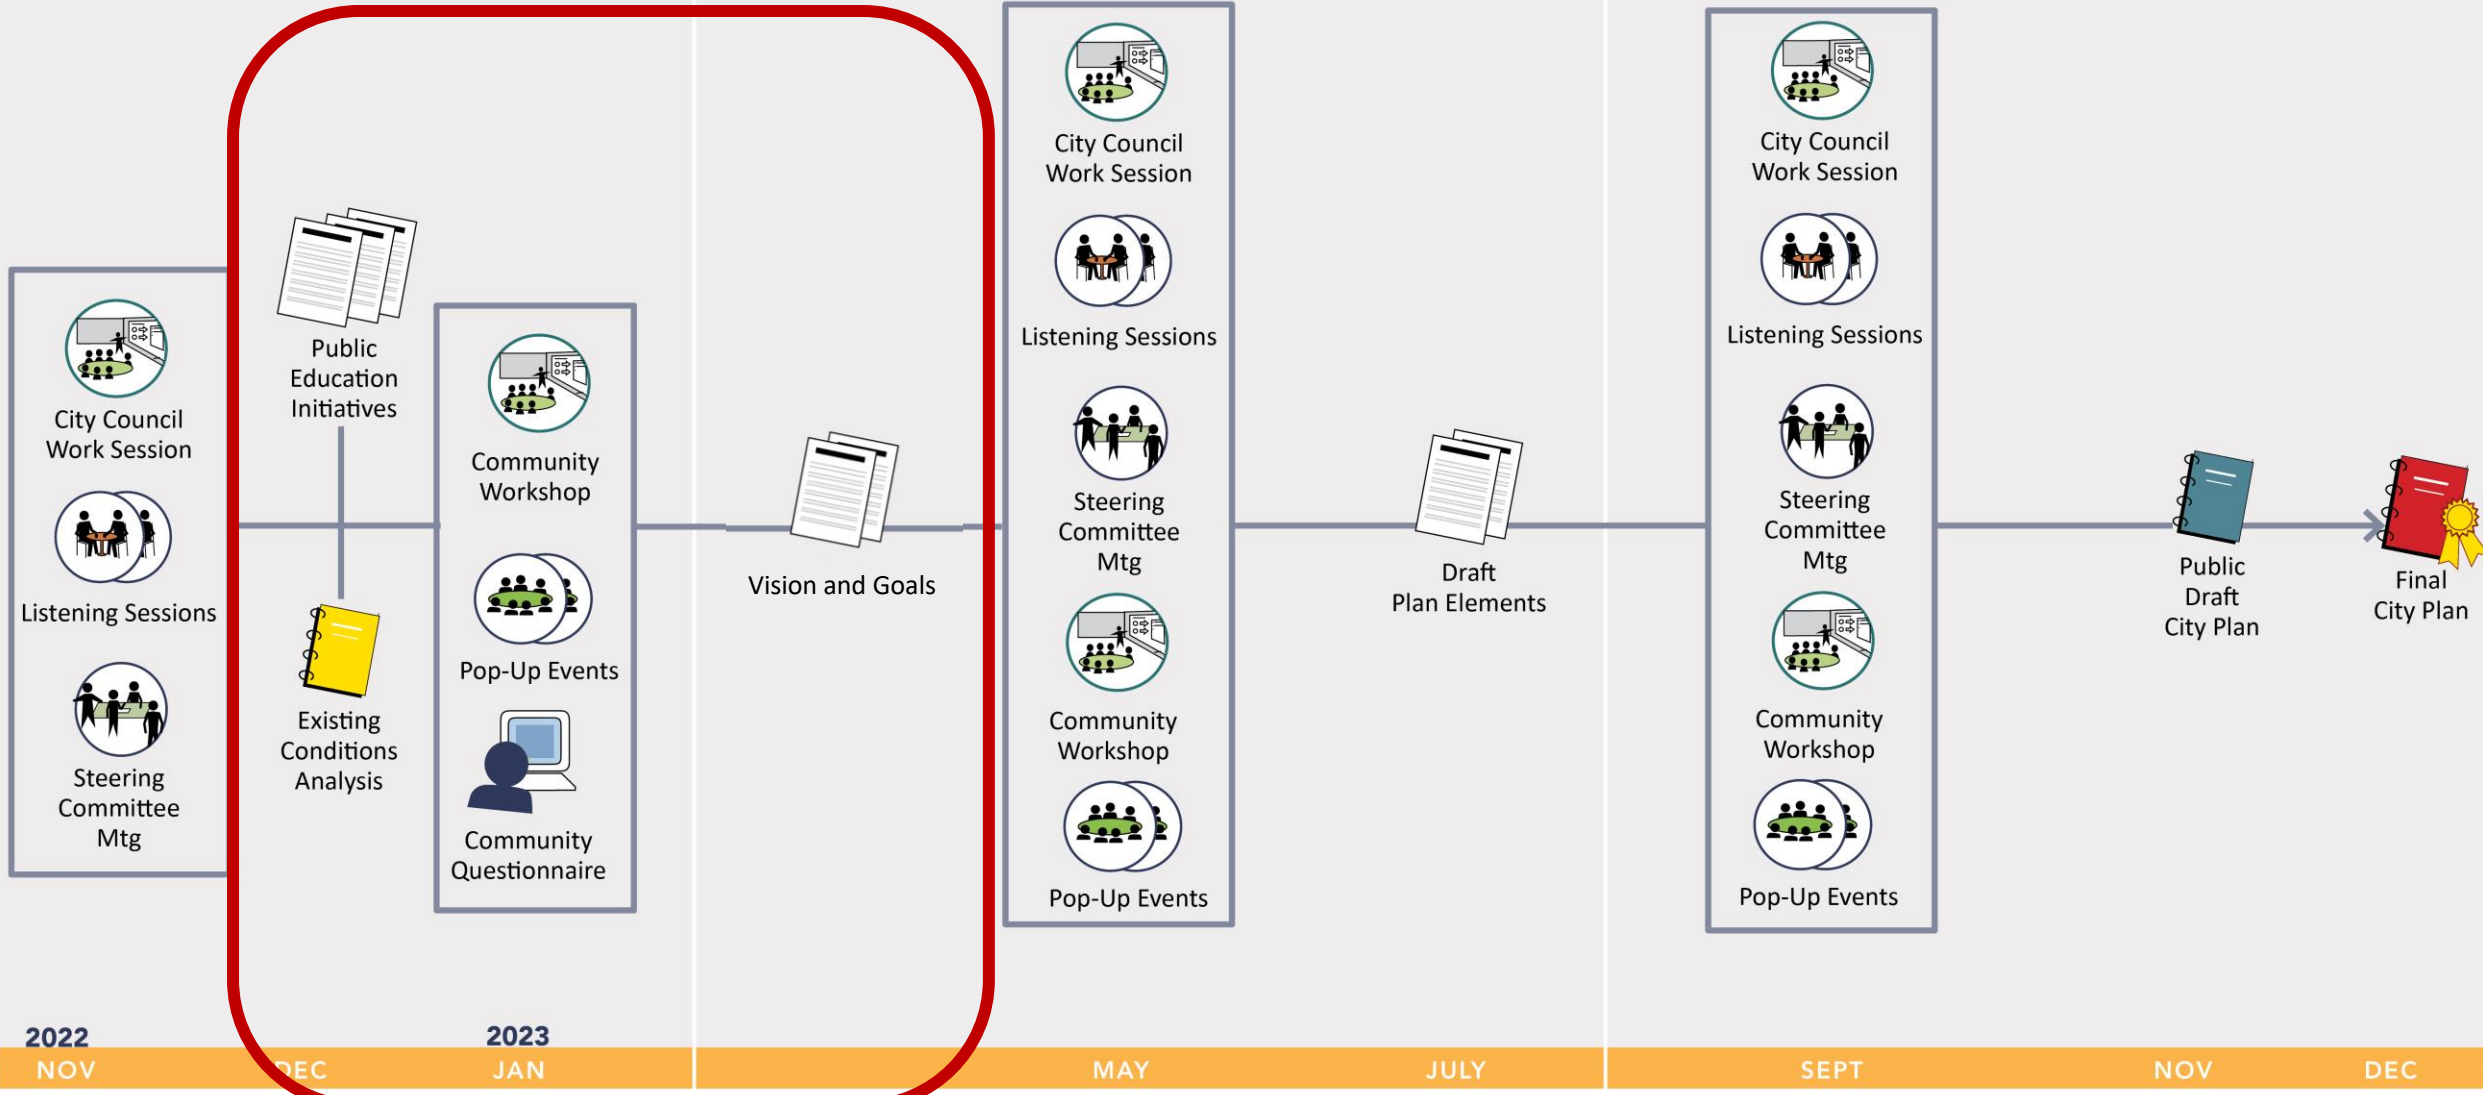 City Council
Work Session
Listening Sessions
Steering
Committee
Mtg
Public
Education
Initiatives
Existing
Conditions
Analysis
Community
Workshop
Pop-Up Events
Community
Questionnaire
Vision and Goals
City Council
Work Session
Listening Sessions
Steering
Committee
Mtg
Community
Workshop
Pop-Up Events
Draft
Plan Elements
City Council
Work Session
Listening Sessions
Steering
Committee
Mtg
Community
Workshop
Pop-Up Events
Public
Draft
City Plan
Final
City Plan
2022
2023
NOV
DEC
JAN
MAY
JULY
SEPT
NOV
DEC